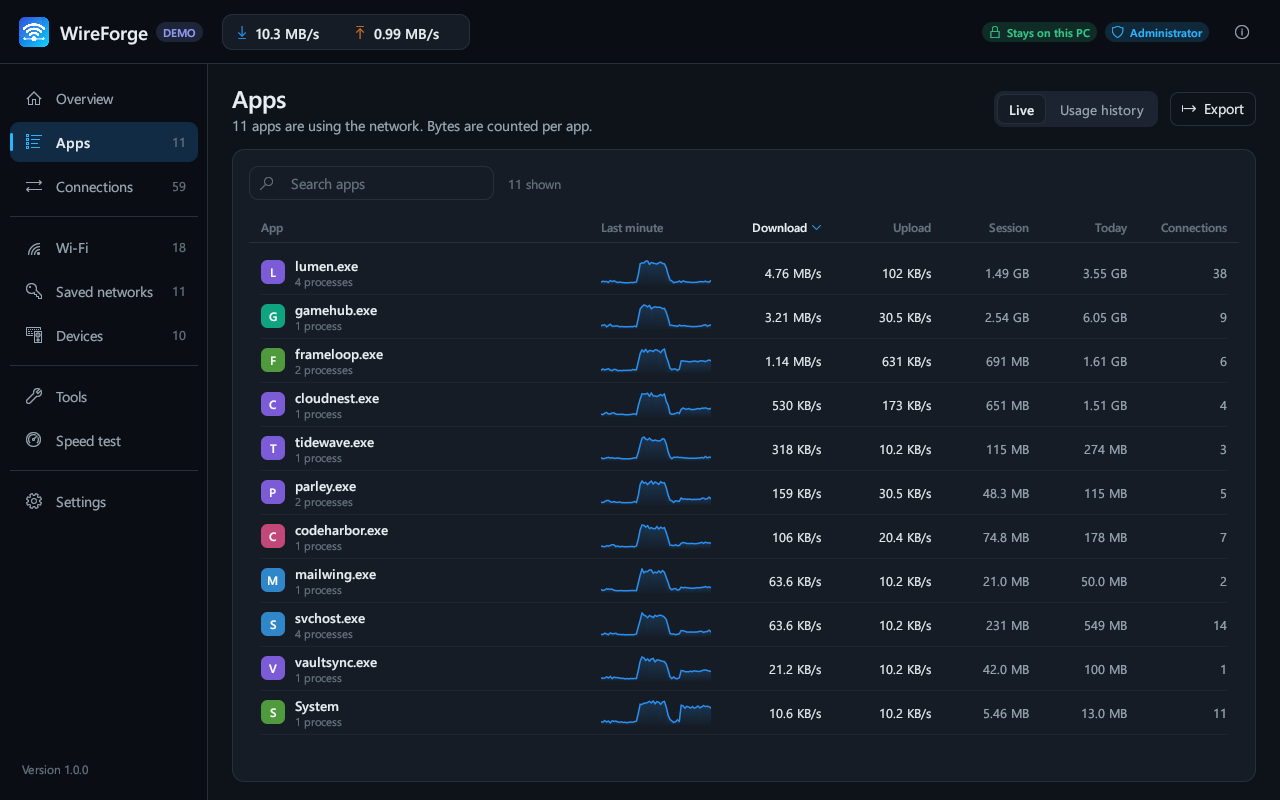 WireForge DEMO 10.3 MB/s 0.99 MB/s Stays on this PC Administrator
Overview
Apps 11
Connections 59
Wi-Fi 18
Saved networks 11
Devices 10
Tools
Speed test
Settings
Version 1.0.0
Apps
11 apps are using the network. Bytes are counted per app.
Live Usage history Export
Search apps 11 shown
App Last minute Download Upload Session Today Connections
L lumen.exe 4.76 MB/s 102 KB/s 1.49 GB 3.55 GB 38
4 processes
G gamehub.exe 3.21 MB/s 30.5 KB/s 2.54 GB 6.05 GB 9
1 process
F frameloop.exe 1.14 MB/s 631 KB/s 691 MB 1.61 GB 6
2 processes
C cloudnest.exe 530 KB/s 173 KB/s 651 MB 1.51 GB 4
1 process
T tidewave.exe 318 KB/s 10.2 KB/s 115 MB 274 MB 3
1 process
P parley.exe 159 KB/s 30.5 KB/s 48.3 MB 115 MB 5
2 processes
C codeharbor.exe 106 KB/s 20.4 KB/s 74.8 MB 178 MB 7
1 process
M mailwing.exe 63.6 KB/s 10.2 KB/s 21.0 MB 50.0 MB 2
1 process
S svchost.exe 63.6 KB/s 10.2 KB/s 231 MB 549 MB 14
4 processes
V vaultsync.exe 21.2 KB/s 10.2 KB/s 42.0 MB 100 MB 1
1 process
S System 10.6 KB/s 10.2 KB/s 5.46 MB 13.0 MB 11
1 process